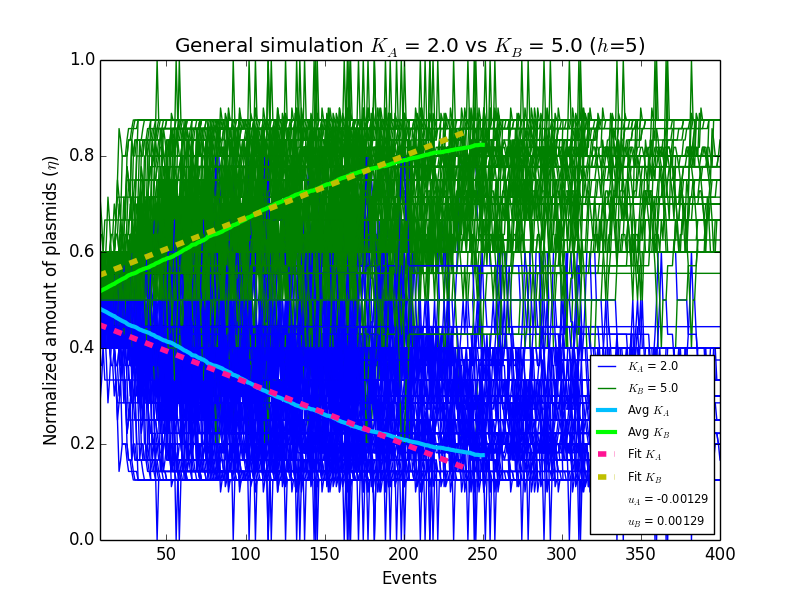 General simulation K_A = 2.0 vs K_B = 5.0 (h=5)
Normalized amount of plasmids (η)
1.0
0.8
0.6
0.4
0.2
0.0
K_A = 2.0
K_B = 5.0
Avg K_A
Avg K_B
Fit K_A
Fit K_B
u_A = -0.00129
u_B = 0.00129
50 100 150 200 250 300 350 400
Events